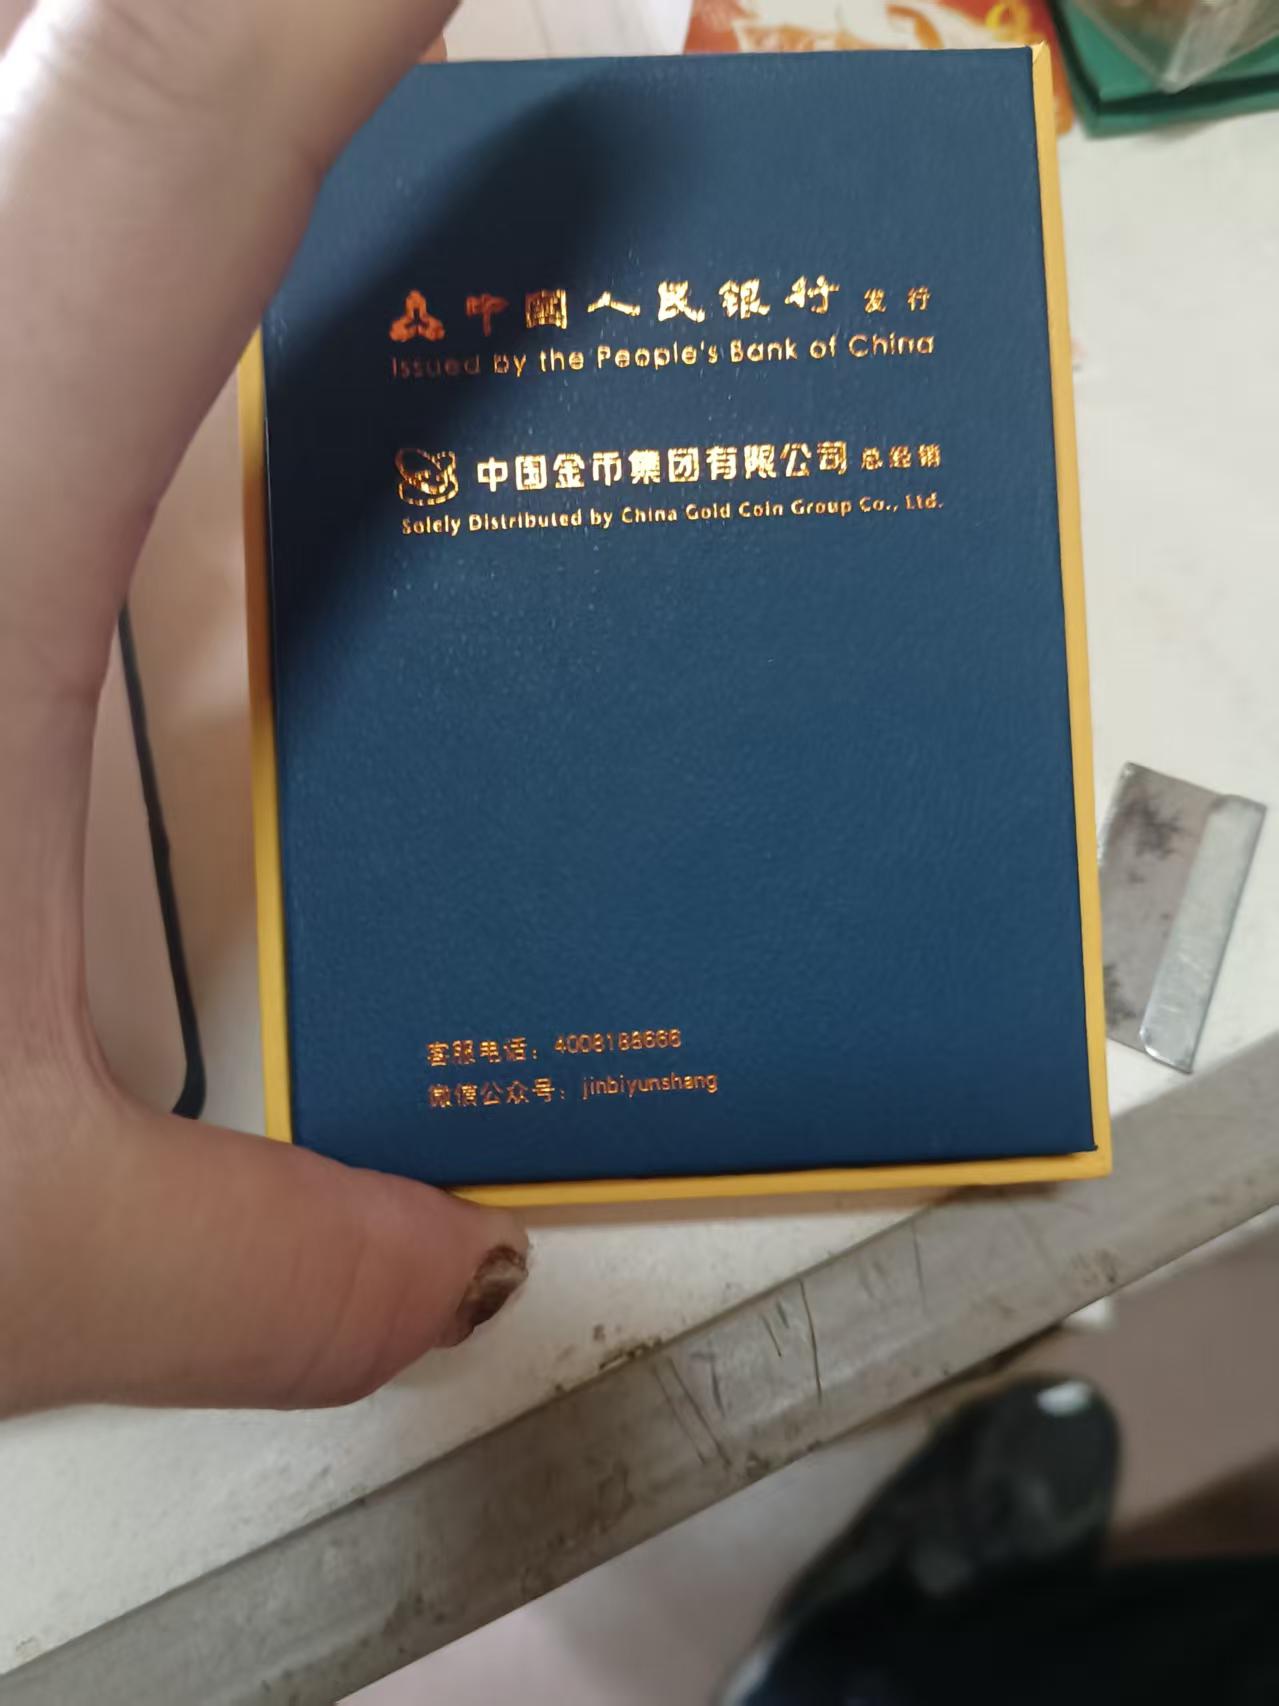 中國人民銀行 发行
Issued by the People's Bank of China
中国金币集团有限公司 总经销
Solely Distributed by China Gold Coin Group Co., Ltd.
客服电话：4008188666
微信公众号：jinbiyunshang